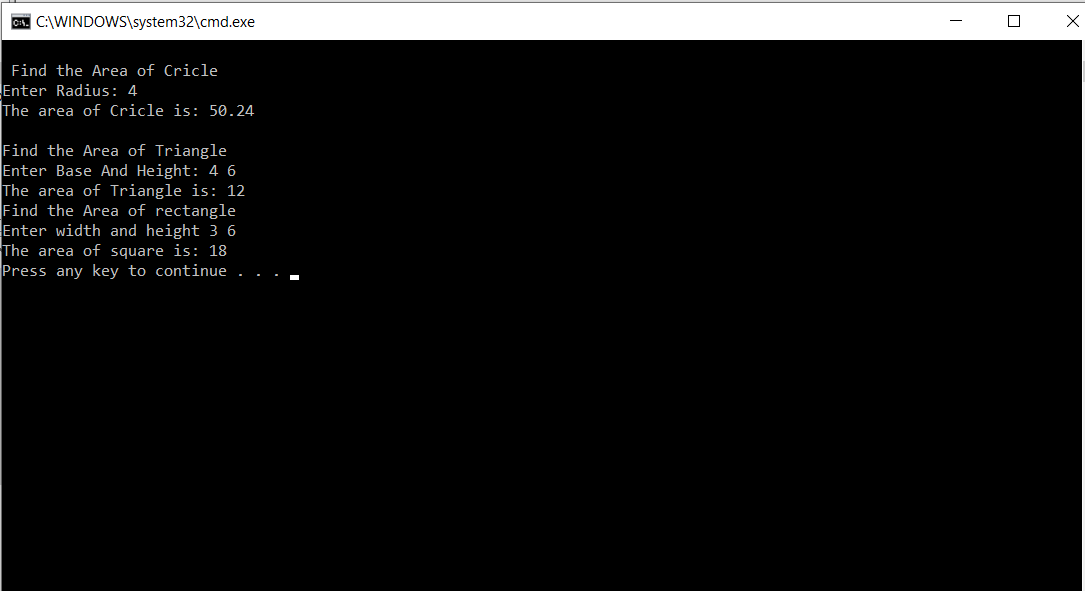 C:\WINDOWS\system32\cmd.exe
Find the Area of Cricle
Enter Radius: 4
The area of Cricle is: 50.24
Find the Area of Triangle
Enter Base And Height: 4 6
The area of Triangle is: 12
Find the Area of rectangle
Enter width and height 3 6
The area of square is: 18
Press any key to continue . . .